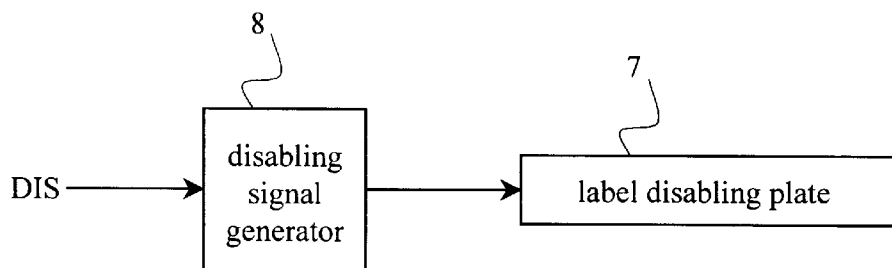 8
7
DIS
disabling
signal
generator
label disabling plate